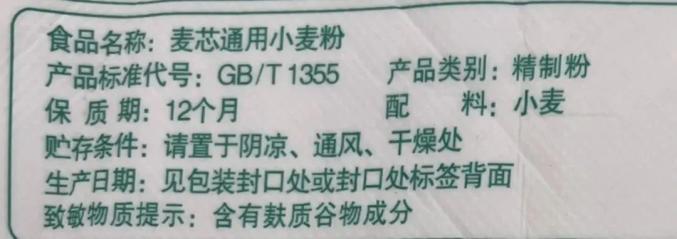 食品名称：麦芯通用小麦粉
产品标准代号：GB/T 1355 产品类别：精制粉
保 质 期：12个月 配 料：小麦
贮存条件：请置于阴凉、通风、干燥处
生产日期：见包装封口处或封口处标签背面
致敏物质提示：含有麸质谷物成分